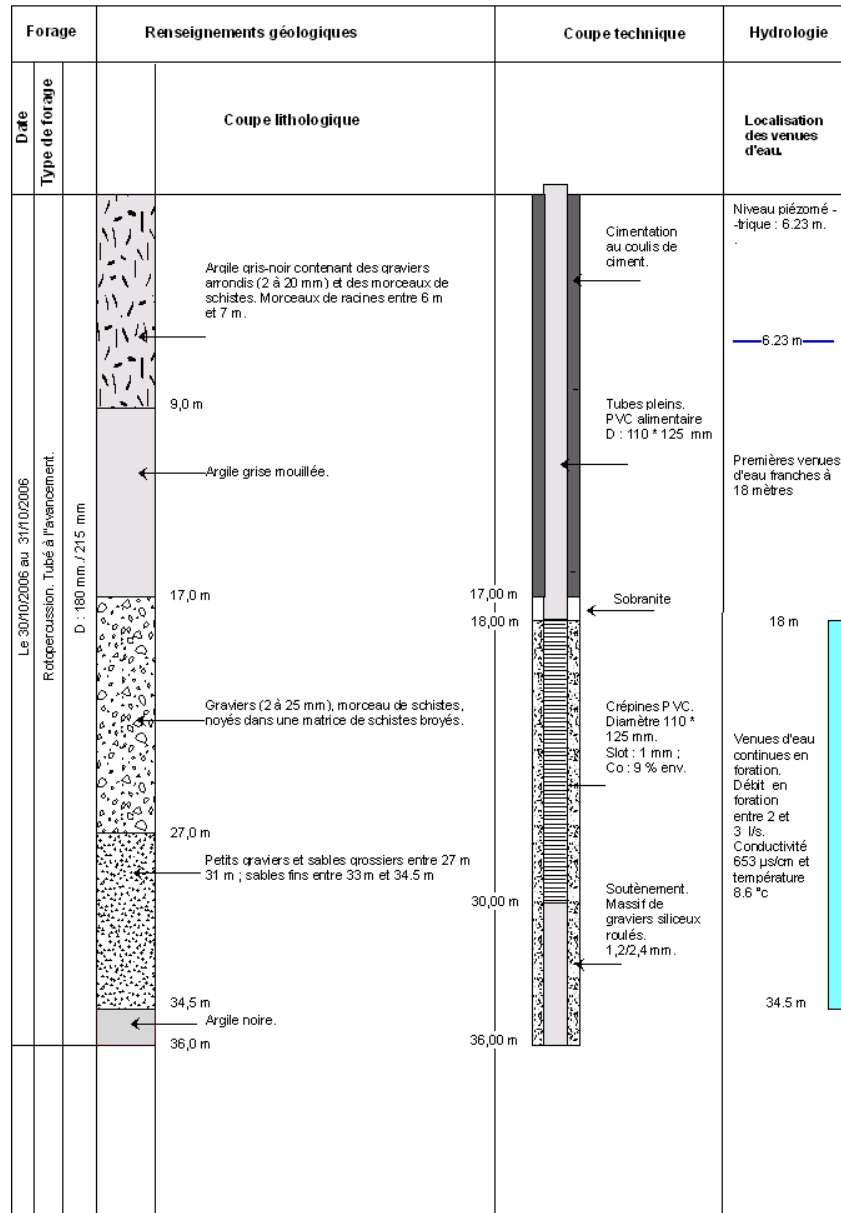 Forage
Renseignements géologiques
Coupe technique
Hydrologie
Date
Type de forage
Coupe lithologique
Localisation
des venues
d'eau.
Le 30/10/2006 au 31/10/2006
Rotopercussion. Tubé à l'avancement.
D : 180 mm / 215 mm
Argile gris-noir contenant des graviers
arrondis (2 à 20 mm) et des morceaux de
schistes. Morceaux de racines entre 6 m
et 7 m.
9,0 m
Argile grise mouillée.
17,0 m
Graviers (2 à 25 mm), morceau de schistes,
noyés dans une matrice de schistes broyés.
27,0 m
Petits graviers et sables grossiers entre 27 m
31 m ; sables fins entre 33 m et 34.5 m
34,5 m
Argile noire.
36,0 m
Cimentation
au coulis de
ciment.
Tubes pleins.
PVC alimentaire
D : 110 * 125 mm
17,00 m
Sobranite
18,00 m
Crépines PVC.
Diamètre 110 *
125 mm.
Slot : 1 mm ;
Co : 9 % env.
30,00 m
Soutènement.
Massif de
graviers siliceux
roulés.
1,2/2,4 mm.
36,00 m
Niveau piézomé -
-trique : 6.23 m.
.
6.23 m
Premières venues
d'eau franches à
18 mètres
18 m
Venues d'eau
continues en
foration.
Débit en
foration
entre 2 et
3 l/s.
Conductivité
653 µs/cm et
température
8.6 °c
34.5 m